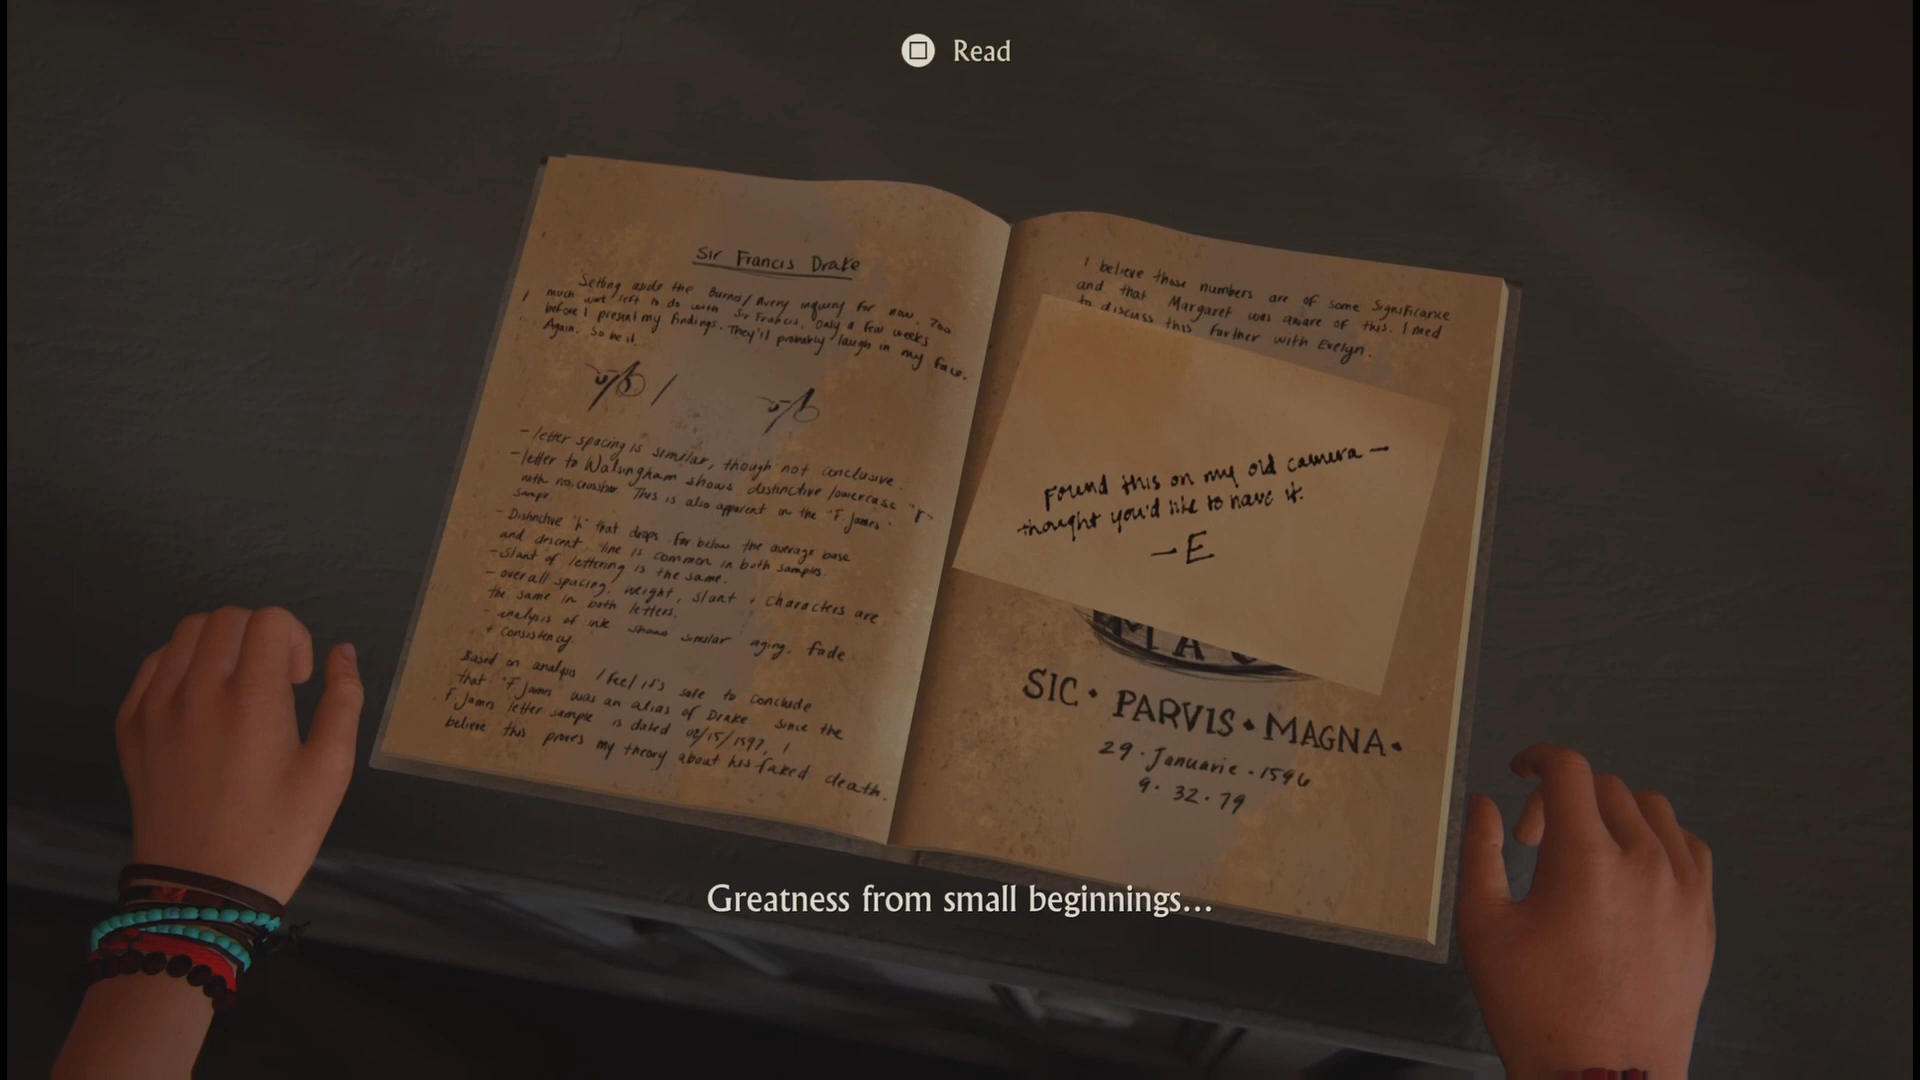 Read
Sir Francis Drake
Setting aside the Burnes/Avery inquiry for now. Too
much work left to do with Sir Francis, only a few weeks
before I present my findings. They'll probably laugh in my face.
Again. So be it.
- letter spacing is similar, though not conclusive.
- letter to Walsingham shows distinctive lowercase "r"
with no crossbar. This is also apparent in the "F. James"
sample.
- Distinctive "h" that drops far below the average base
and descent line is common in both samples.
- Slant of lettering is the same.
- overall spacing, weight, slant + characters are
the same in both letters.
- analysis of ink shows similar aging, fade
+ consistency.
Based on analysis I feel it's safe to conclude
that "F James" was an alias of Drake. Since the
F. James letter sample is dated 02/15/1597, I
believe this proves my theory about his faked death.
I believe those numbers are of some significance
and that Margaret was aware of this. I need
to discuss this further with Evelyn.
Found this on my old camera —
thought you'd like to have it.
— E
SIC • PARVIS • MAGNA •
29 • Januarie • 1596
9 • 32 • 79
Greatness from small beginnings...